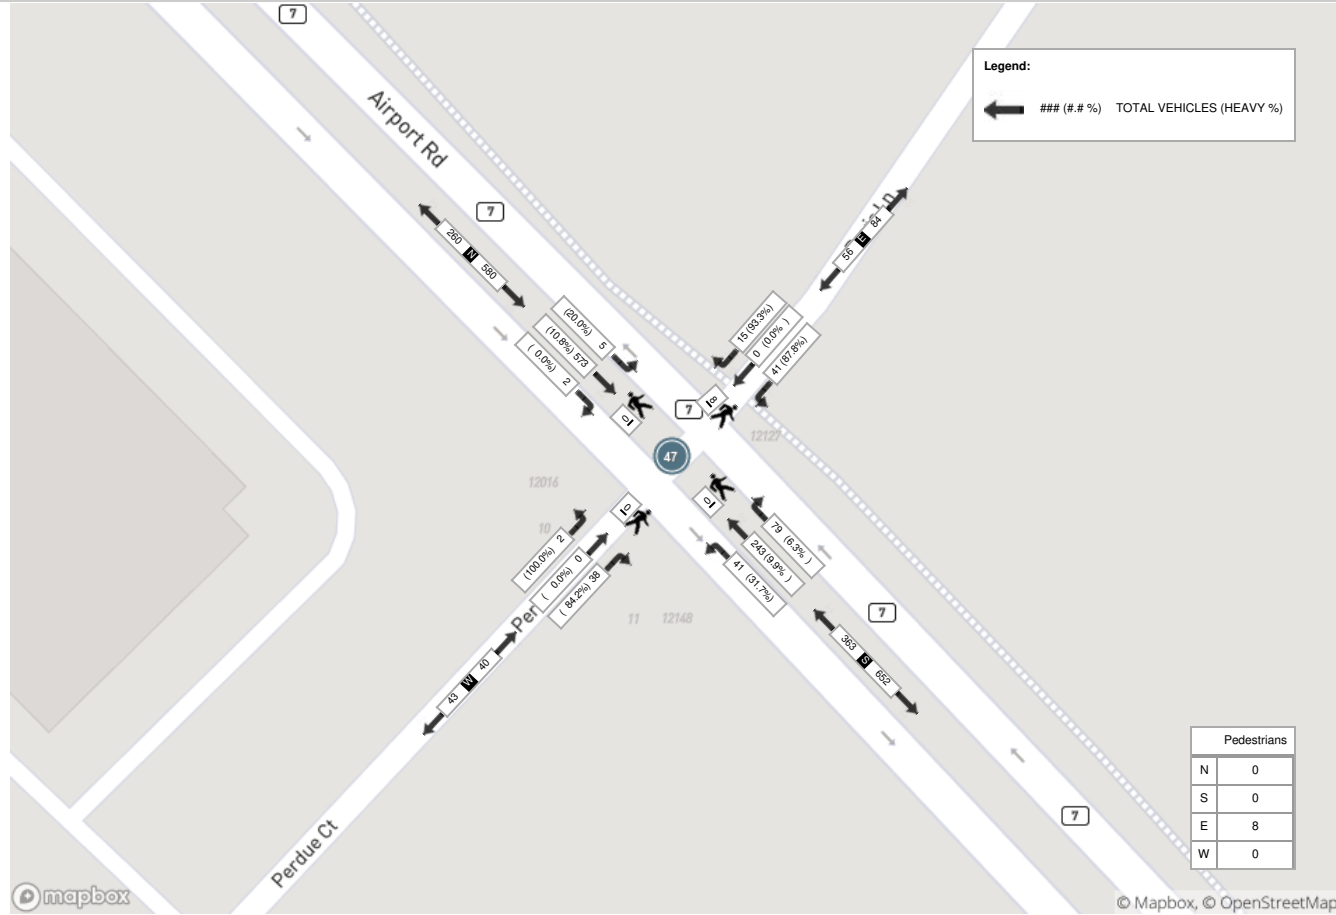 7
Legend:
### (#.# %) TOTAL VEHICLES (HEAVY %)
Airport Rd
7
260 N 580
56 E 84
(20.0%) 5
(10.8%) 573
( 0.0%) 2
15 (93.3%)
0 (0.0% )
41 (87.8%)
0
8
7
12127
47
12016
10
0
0
(100.0%) 2
( 0.0%) 0
( 84.2%) 38
79 (6.3% )
243 (9.9% )
41 (31.7%)
11 12148
7
363 S 652
43 W 40
Pedestrians
N 0
S 0
E 8
W 0
7
Perdue Ct
mapbox
© Mapbox, © OpenStreetMap